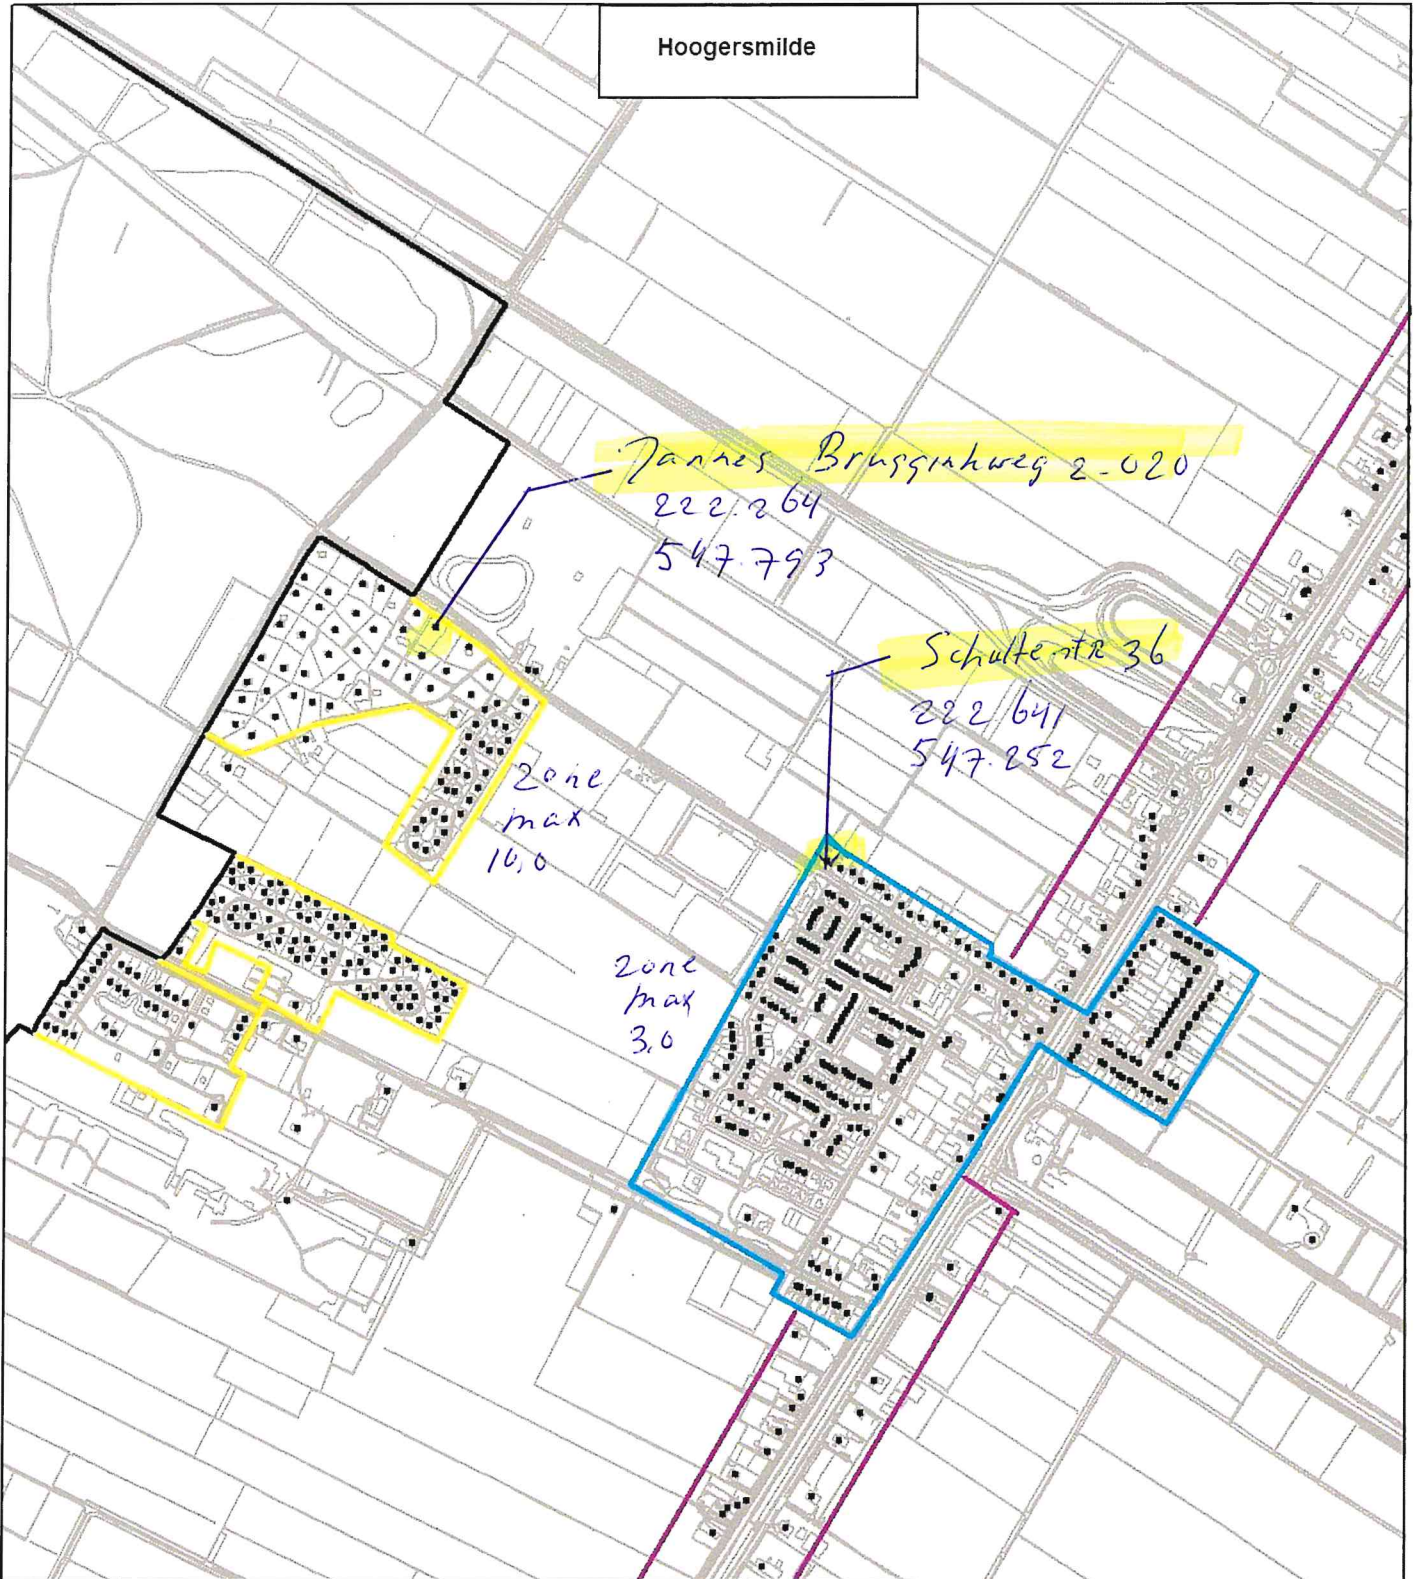 Hoogersmilde
Jannes Brugginkweg 2-020
222.264
547.793
Schultestr 36
222.641
547.252
zone
max
10,0
zone
max
3,0